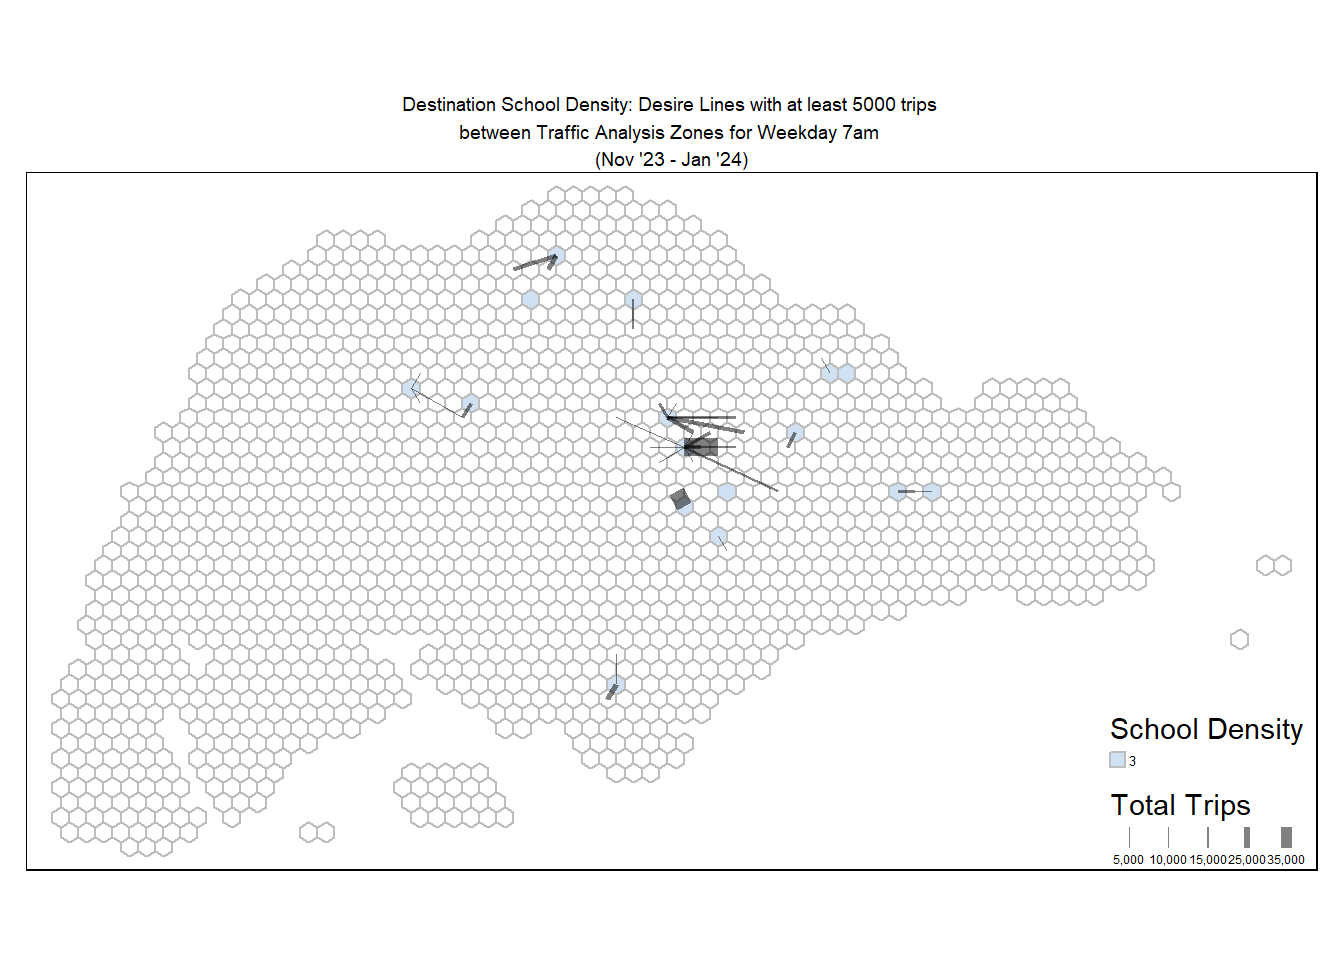 Destination School Density: Desire Lines with at least 5000 trips
between Traffic Analysis Zones for Weekday 7am
(Nov '23 - Jan '24)
School Density
3
Total Trips
5,000 10,000 15,000 25,000 35,000